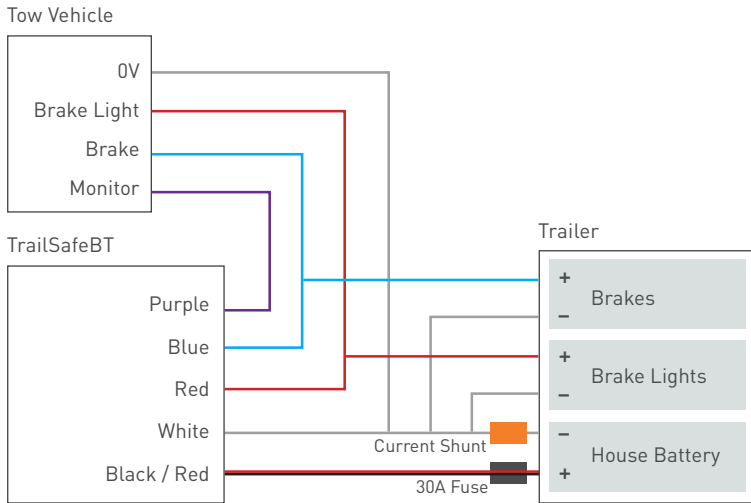 Tow Vehicle
0V
Brake Light
Brake
Monitor
TrailSafeBT
Purple
Blue
Red
White
Black / Red
Current Shunt
30A Fuse
Trailer
+
Brakes
−
+
Brake Lights
−
−
House Battery
+